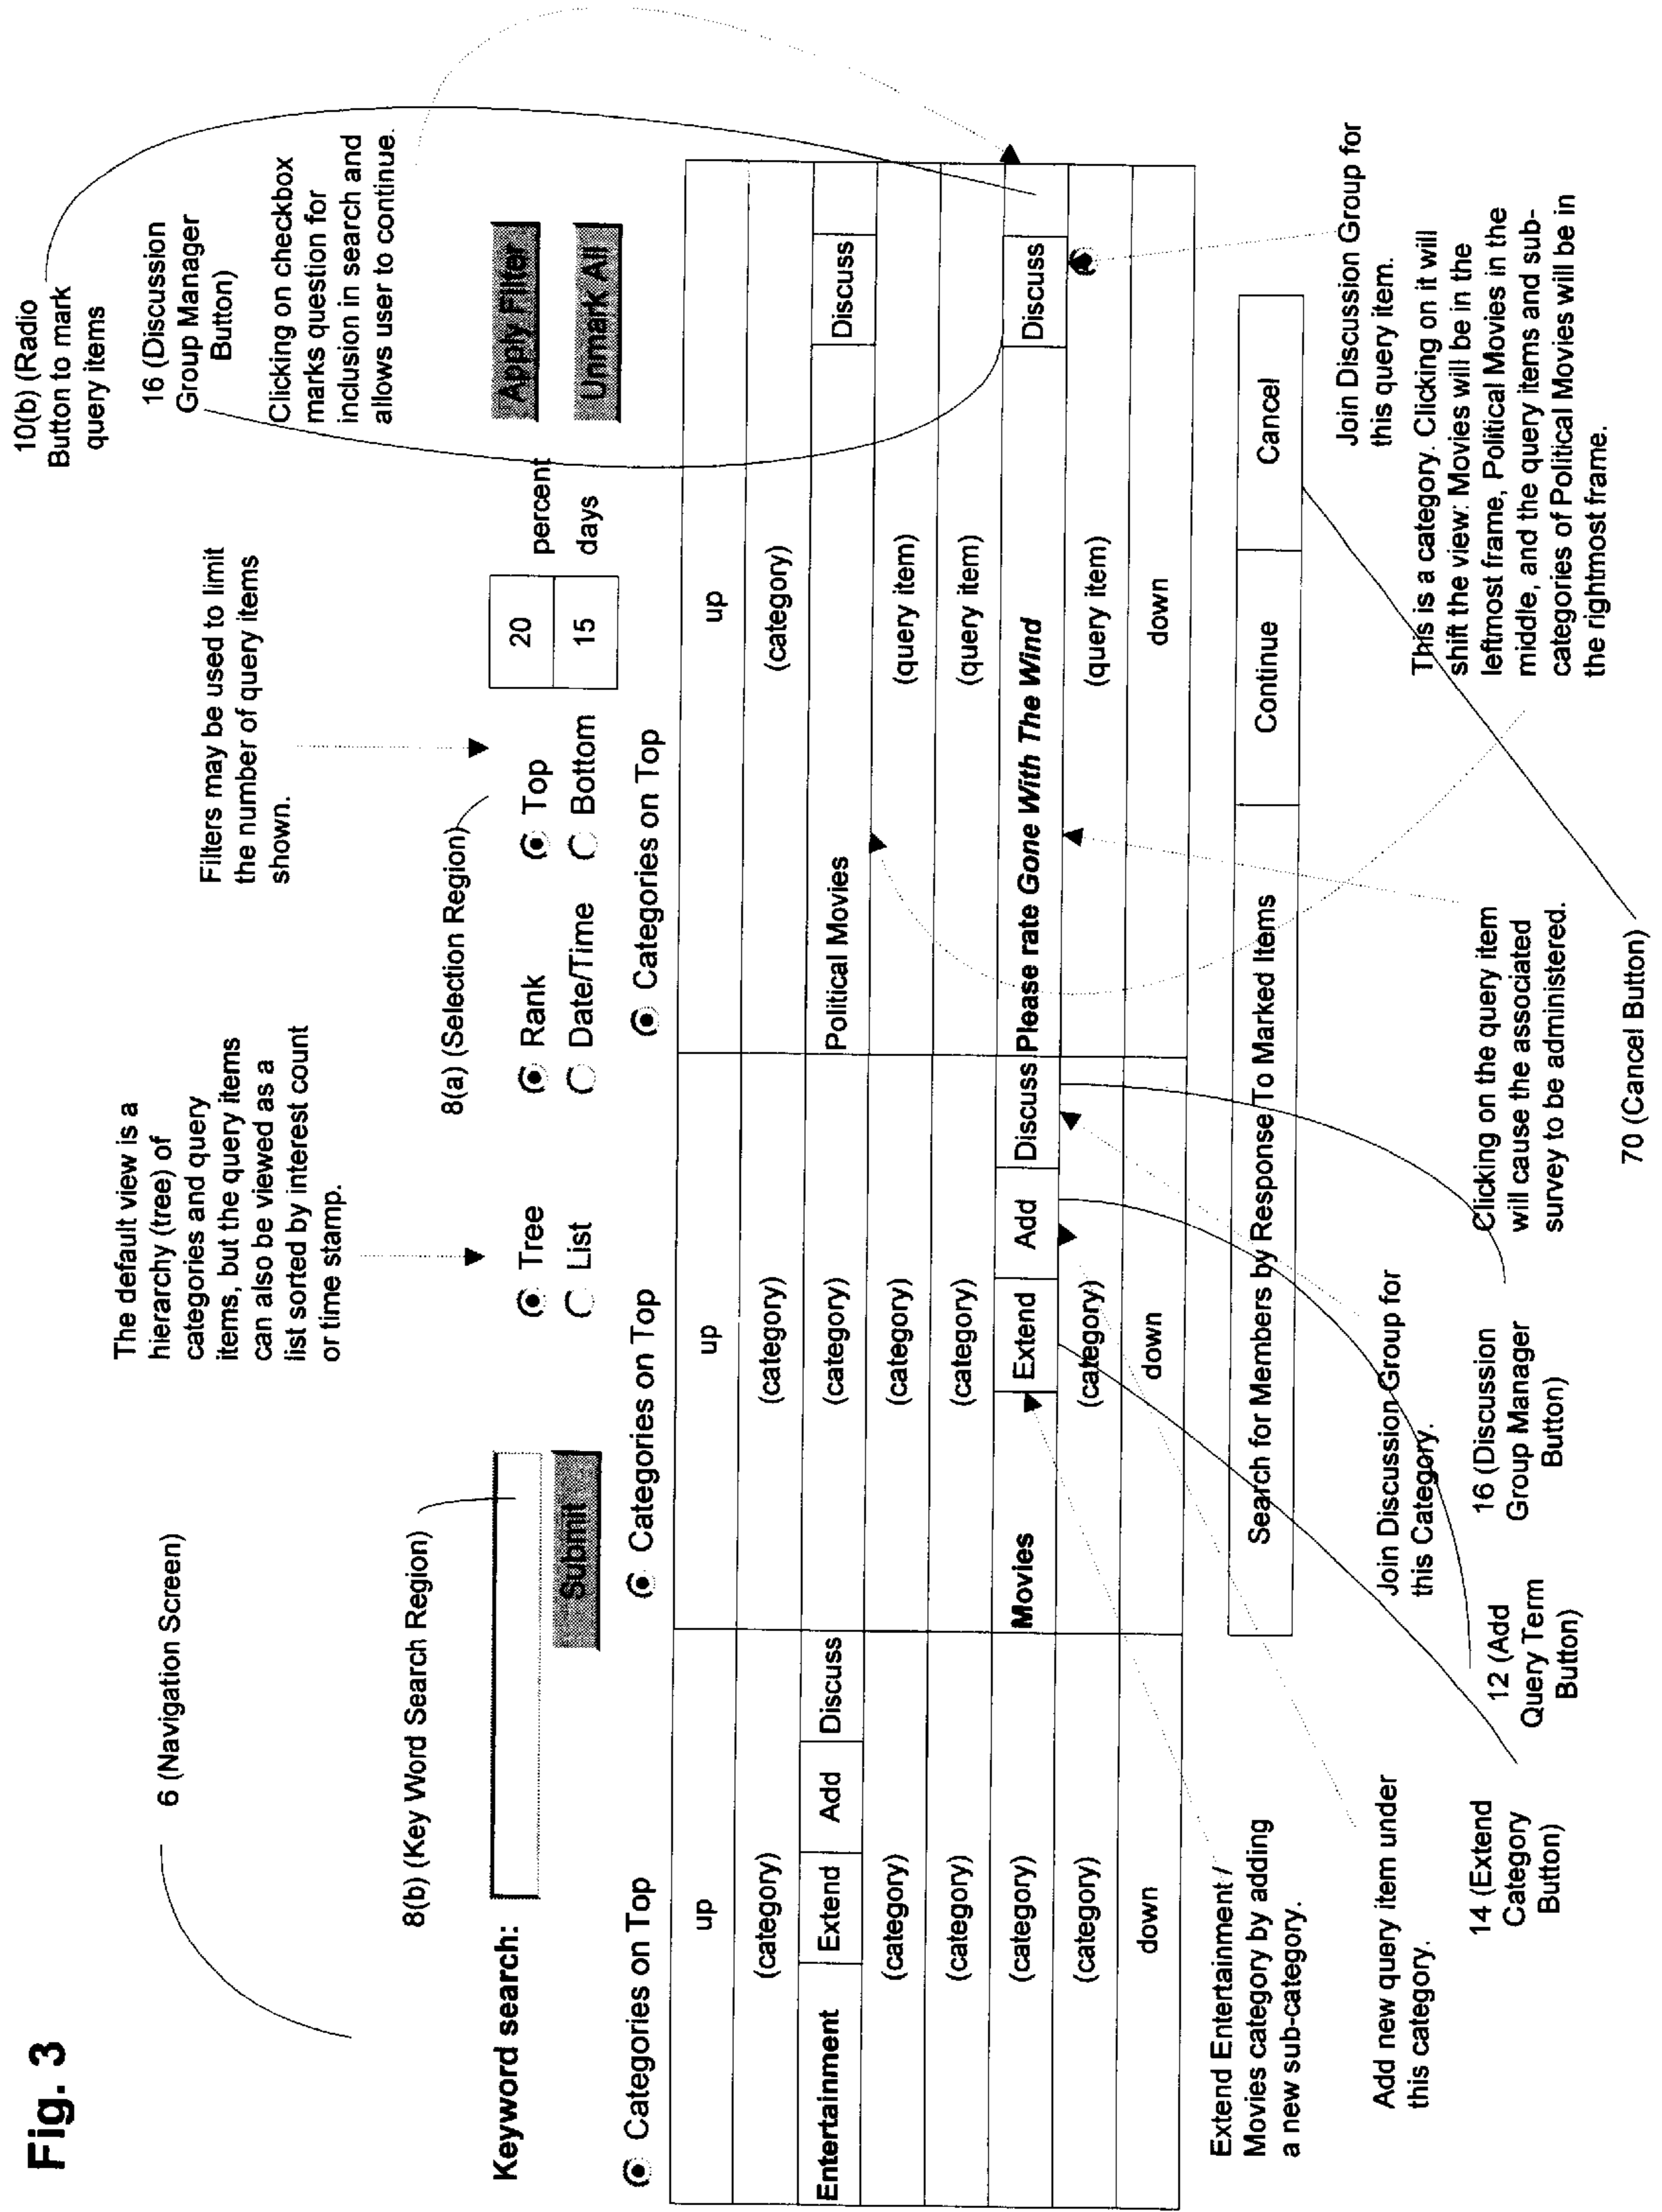 Fig. 3
6 (Navigation Screen)
The default view is a
hierarchy (tree) of
categories and query
items, but the query items
can also be viewed as a
list sorted by interest count
or time stamp.
Filters may be used to limit
the number of query items
shown.
10(b) (Radio
Button to mark
query items
16 (Discussion
Group Manager
Button)
Clicking on checkbox
marks question for
inclusion in search and
allows user to continue.
8(b) (Key Word Search Region)
8(a) (Selection Region)
Keyword search:
Submit
Tree
List
Rank
Date/Time
Top
Bottom
20 percent
15 days
Apply Filter
Unmark All
Categories on Top Categories on Top Categories on Top
up up up
(category) (category) (category)
Entertainment Extend Add Discuss (category) Political Movies Discuss
(category) (category) (query item)
(category) (category) (query item)
(category) Movies Extend Add Discuss Please rate Gone With The Wind Discuss
(category) (category) (query item)
down down down
Search for Members by Response To Marked Items Continue Cancel
Extend Entertainment /
Movies category by adding
a new sub-category.
Add new query item under
this category.
14 (Extend
Category
Button)
12 (Add
Query Term
Button)
Join Discussion Group for
this Category.
16 (Discussion
Group Manager
Button)
Clicking on the query item
will cause the associated
survey to be administered.
70 (Cancel Button)
Join Discussion Group for
this query item.
This is a category. Clicking on it will
shift the view: Movies will be in the
leftmost frame, Political Movies in the
middle, and the query items and sub-
categories of Political Movies will be in
the rightmost frame.